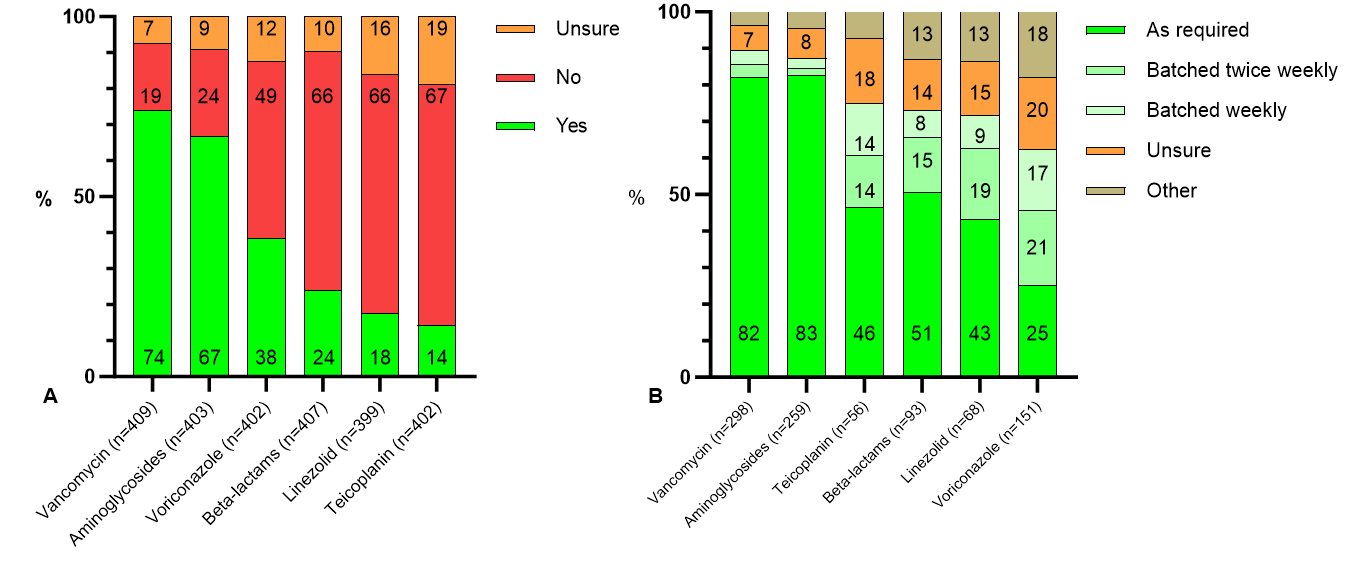 100
50
0
%
7
9
12
10
16
19
19
24
49
66
66
67
74
67
38
24
18
14
Unsure
No
Yes
A
Vancomycin (n=409)
Aminoglycosides (n=403)
Voriconazole (n=402)
Beta-lactams (n=407)
Linezolid (n=399)
Teicoplanin (n=402)
100
50
0
%
7
8
18
14
14
13
14
8
15
13
15
9
19
18
20
17
21
82
83
46
51
43
25
As required
Batched twice weekly
Batched weekly
Unsure
Other
B
Vancomycin (n=298)
Aminoglycosides (n=259)
Teicoplanin (n=56)
Beta-lactams (n=93)
Linezolid (n=68)
Voriconazole (n=151)